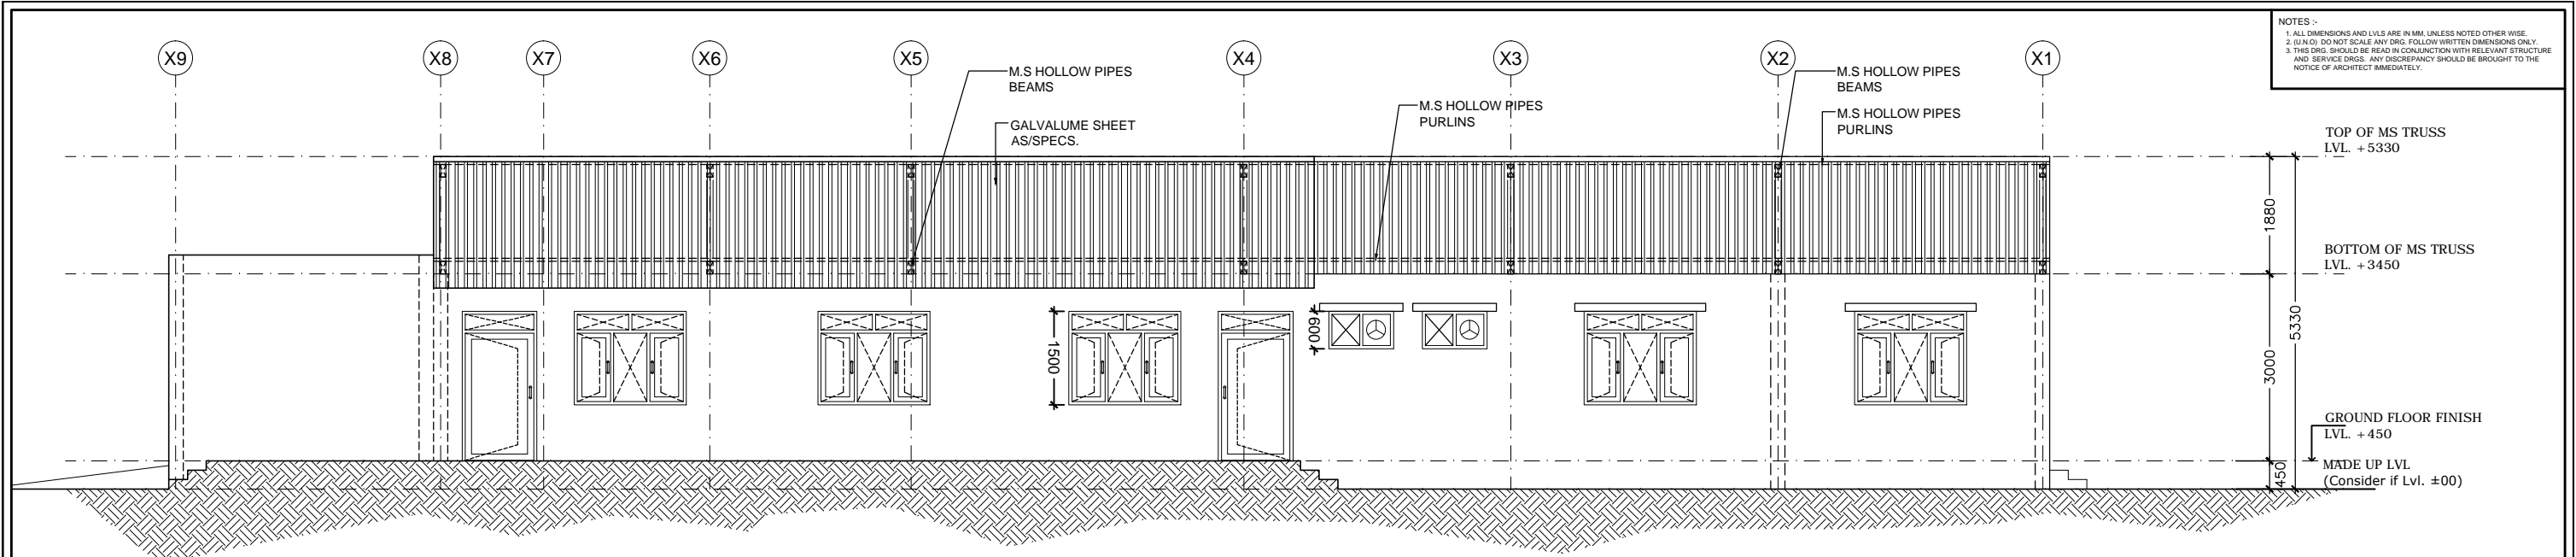 NOTES :-
1. ALL DIMENSIONS AND LVLS ARE IN MM, UNLESS NOTED OTHER WISE.
2. (U.N.O) DO NOT SCALE ANY DRG. FOLLOW WRITTEN DIMENSIONS ONLY.
3. THIS DRG. SHOULD BE READ IN CONJUNCTION WITH RELEVANT STRUCTURE
AND SERVICE DRGS. ANY DISCREPANCY SHOULD BE BROUGHT TO THE
NOTICE OF ARCHITECT IMMEDIATELY.
X9
X8
X7
X6
X5
X4
X3
X2
X1
M.S HOLLOW PIPES
BEAMS
GALVALUME SHEET
AS/SPECS.
M.S HOLLOW PIPES
PURLINS
M.S HOLLOW PIPES
BEAMS
M.S HOLLOW PIPES
PURLINS
TOP OF MS TRUSS
LVL. +5330
1880
BOTTOM OF MS TRUSS
LVL. +3450
5330
3000
1500
600
GROUND FLOOR FINISH
LVL. +450
450
MADE UP LVL
(Consider if Lvl. ±00)